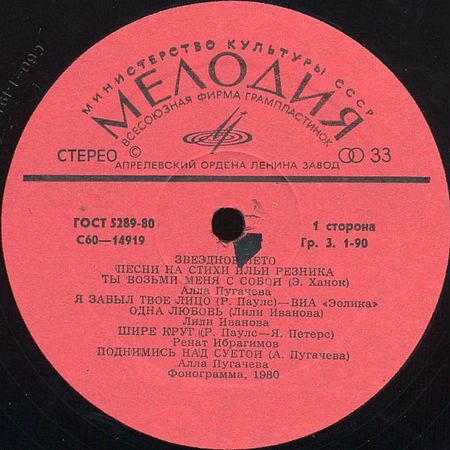 МИНИСТЕРСТВО КУЛЬТУРЫ СССР
МЕЛОДИЯ
ВСЕСОЮЗНАЯ ФИРМА ГРАМПЛАСТИНОК
СТЕРЕО
33
АПРЕЛЕВСКИЙ ОРДЕНА ЛЕНИНА ЗАВОД
ГОСТ 5289-80
С60—14919
1 сторона
Гр. 3. 1-90
ЗВЕЗДНОЕ ЛЕТО
ПЕСНИ НА СТИХИ ИЛЬИ РЕЗНИКА
ТЫ ВОЗЬМИ МЕНЯ С СОБОЙ (Э. Ханок)
Алла Пугачева
Я ЗАБЫЛ ТВОЕ ЛИЦО (Р. Паулс)—ВИА «Эолика»
ОДНА ЛЮБОВЬ (Лили Иванова)
Лили Иванова
ШИРЕ КРУГ (Р. Паулс—Я. Петерс)
Ренат Ибрагимов
ПОДНИМИСЬ НАД СУЕТОЙ (А. Пугачева)
Алла Пугачева
Фонограмма, 1980